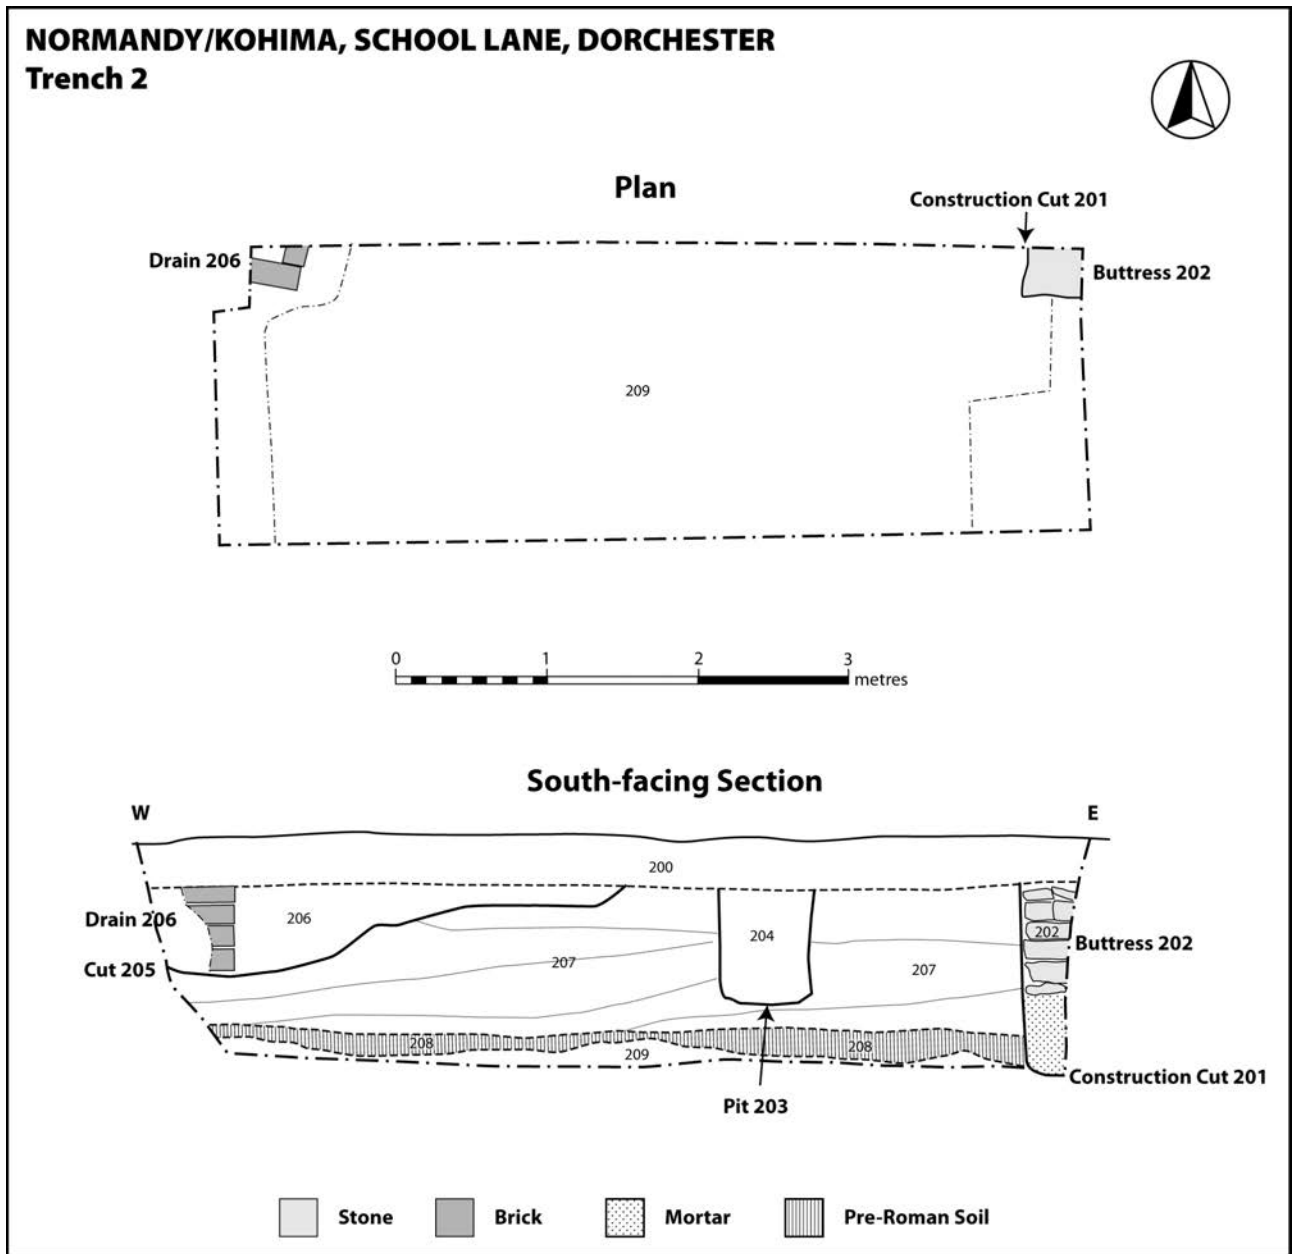 NORMANDY/KOHIMA, SCHOOL LANE, DORCHESTER
Trench 2
Plan
Construction Cut 201
Drain 206
Buttress 202
209
0 1 2 3
metres
South-facing Section
W E
200
Drain 206
206
204
202
Buttress 202
Cut 205
207
207
208
209
208
Construction Cut 201
Pit 203
Stone
Brick
Mortar
Pre-Roman Soil